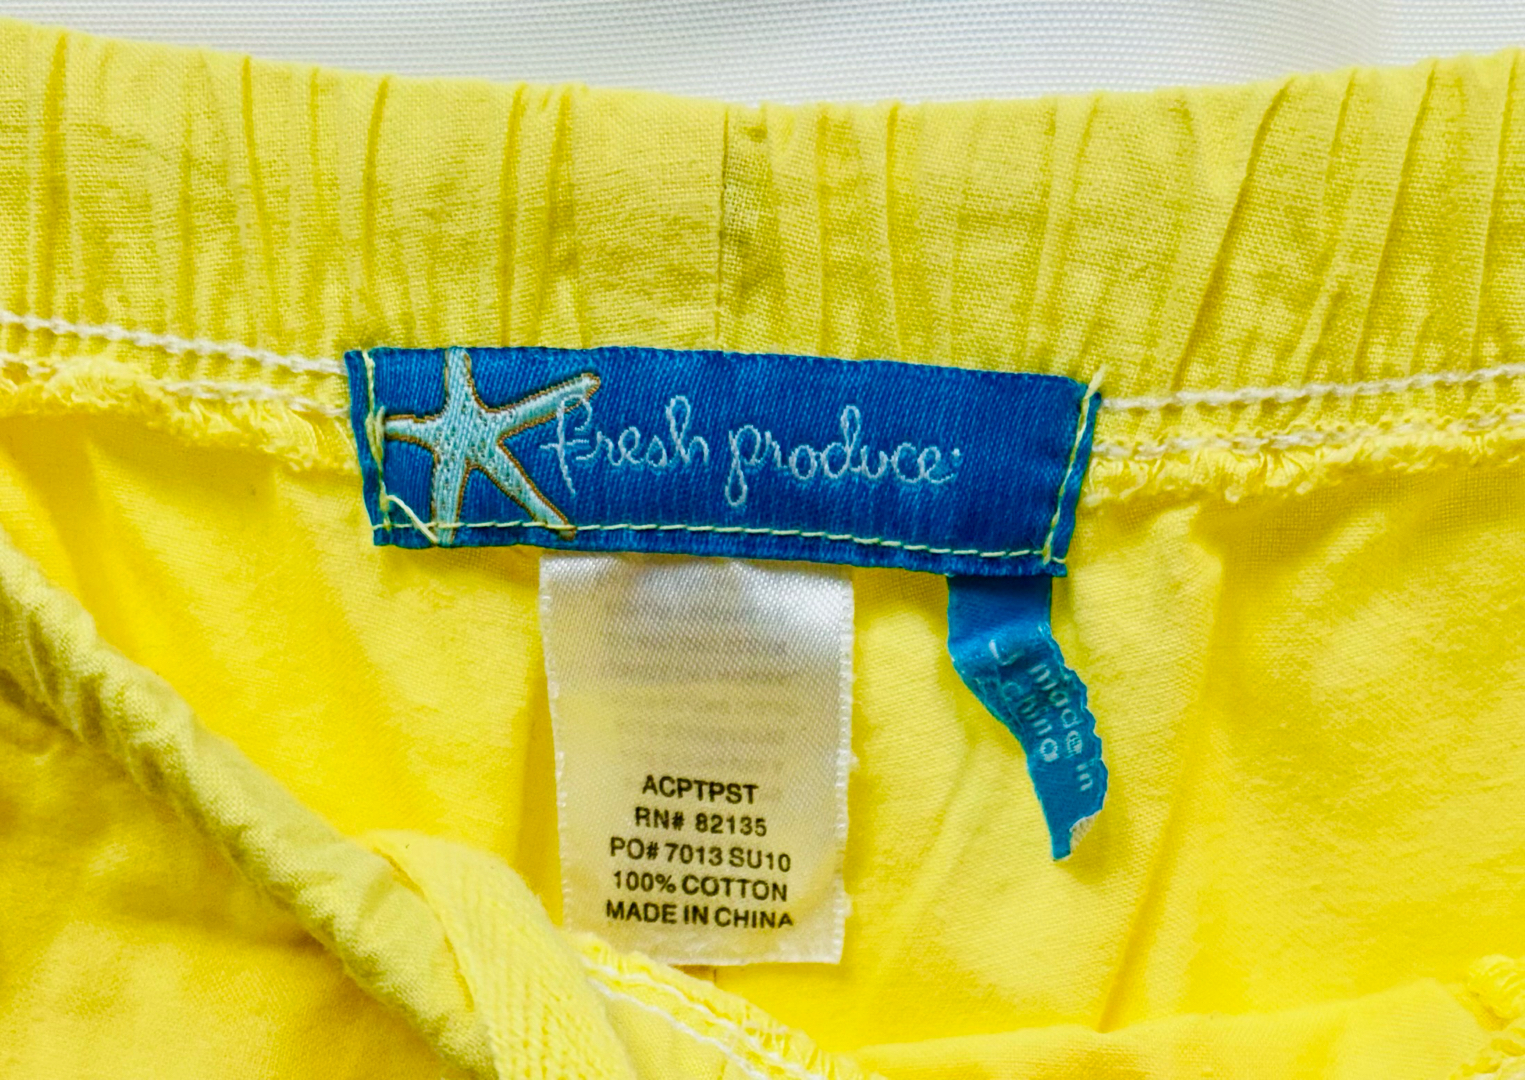 fresh produce
ACPTPST
RN# 82135
PO# 7013 SU10
100% COTTON
MADE IN CHINA
made in
china